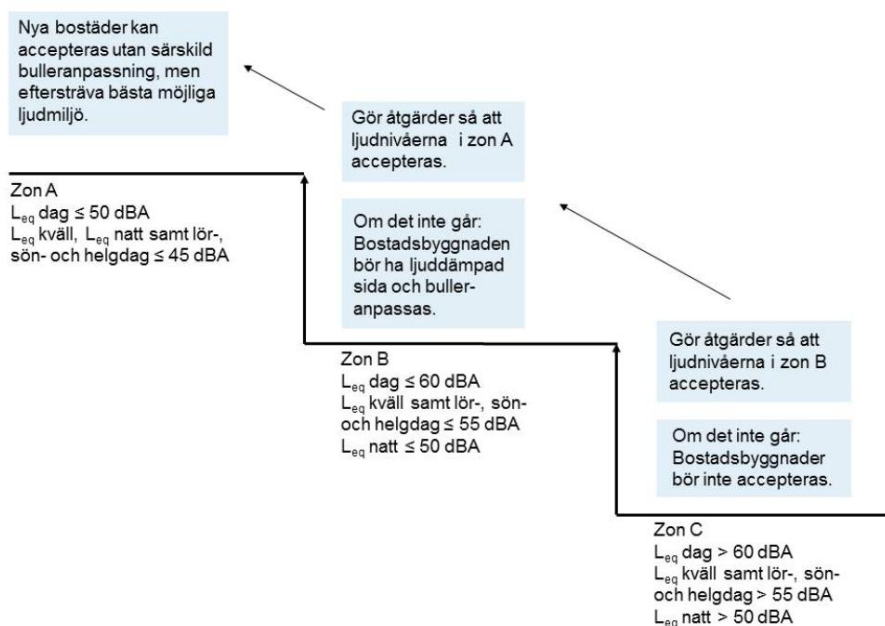 Nya bostäder kan
accepteras utan särskild
bulleranpassning, men
eftersträva bästa möjliga
ljudmiljö.
Zon A
Leq dag ≤ 50 dBA
Leq kväll, Leq natt samt lör-,
sön- och helgdag ≤ 45 dBA
Gör åtgärder så att
ljudnivåerna i zon A
accepteras.
Om det inte går:
Bostadsbyggnaden
bör ha ljuddämpad
sida och buller-
anpassas.
Zon B
Leq dag ≤ 60 dBA
Leq kväll samt lör-, sön-
och helgdag ≤ 55 dBA
Leq natt ≤ 50 dBA
Gör åtgärder så att
ljudnivåerna i zon B
accepteras.
Om det inte går:
Bostadsbyggnader
bör inte accepteras.
Zon C
Leq dag > 60 dBA
Leq kväll samt lör-, sön-
och helgdag > 55 dBA
Leq natt > 50 dBA